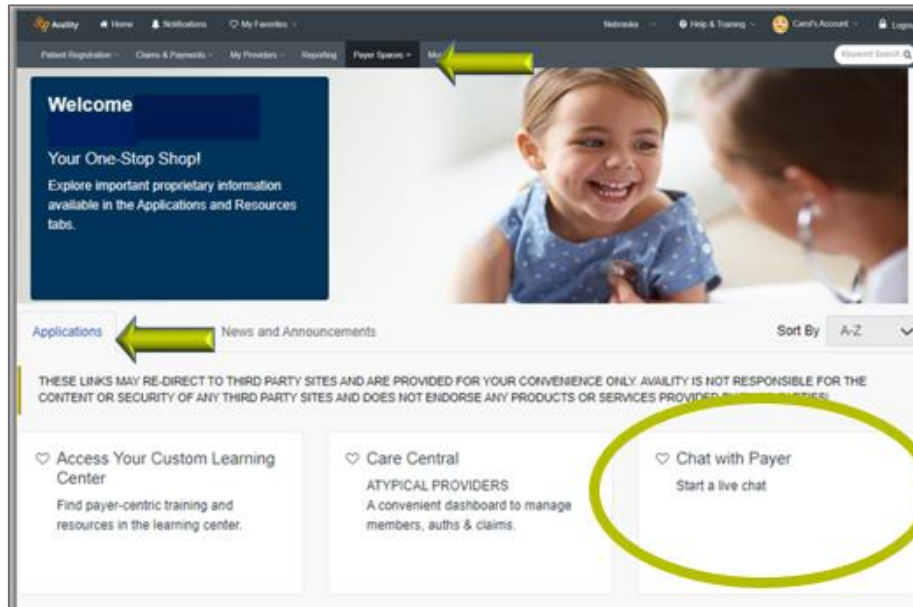 Availity Home Notifications My Favorites Nebraska Help & Training Carol's Account
Patient Registration Claims & Payments My Providers Reporting Payer Spaces Keyword Search
Welcome
Your One-Stop Shop!
Explore important proprietary information
available in the Applications and Resources
tabs.
Applications News and Announcements Sort By A-Z
THESE LINKS MAY RE-DIRECT TO THIRD PARTY SITES AND ARE PROVIDED FOR YOUR CONVENIENCE ONLY. AVAILITY IS NOT RESPONSIBLE FOR THE
CONTENT OR SECURITY OF ANY THIRD PARTY SITES AND DOES NOT ENDORSE ANY PRODUCTS OR SERVICES PROVIDED
Access Your Custom Learning
Center
Find payer-centric training and
resources in the learning center.
Care Central
ATYPICAL PROVIDERS
A convenient dashboard to manage
members, auths & claims.
Chat with Payer
Start a live chat